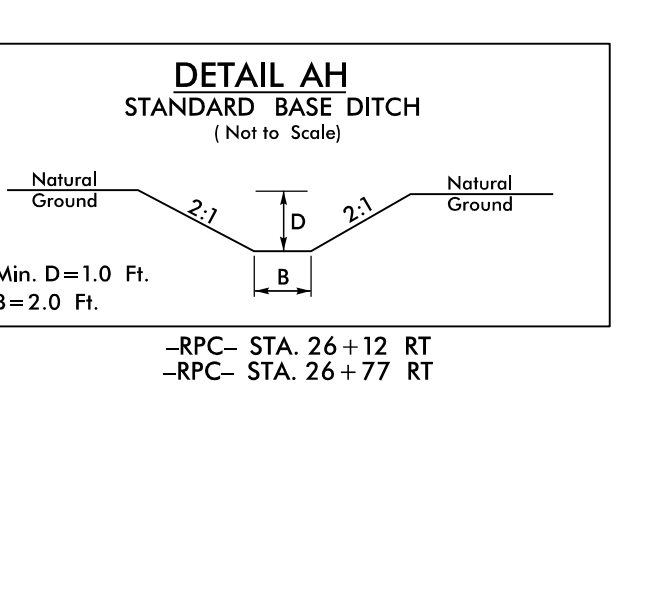 DETAIL AH
STANDARD BASE DITCH
( Not to Scale)
Natural
Ground
2:1
D
2:1
Natural
Ground
B
Min. D=1.0 Ft.
B=2.0 Ft.
–RPC– STA. 26+12 RT
–RPC– STA. 26+77 RT